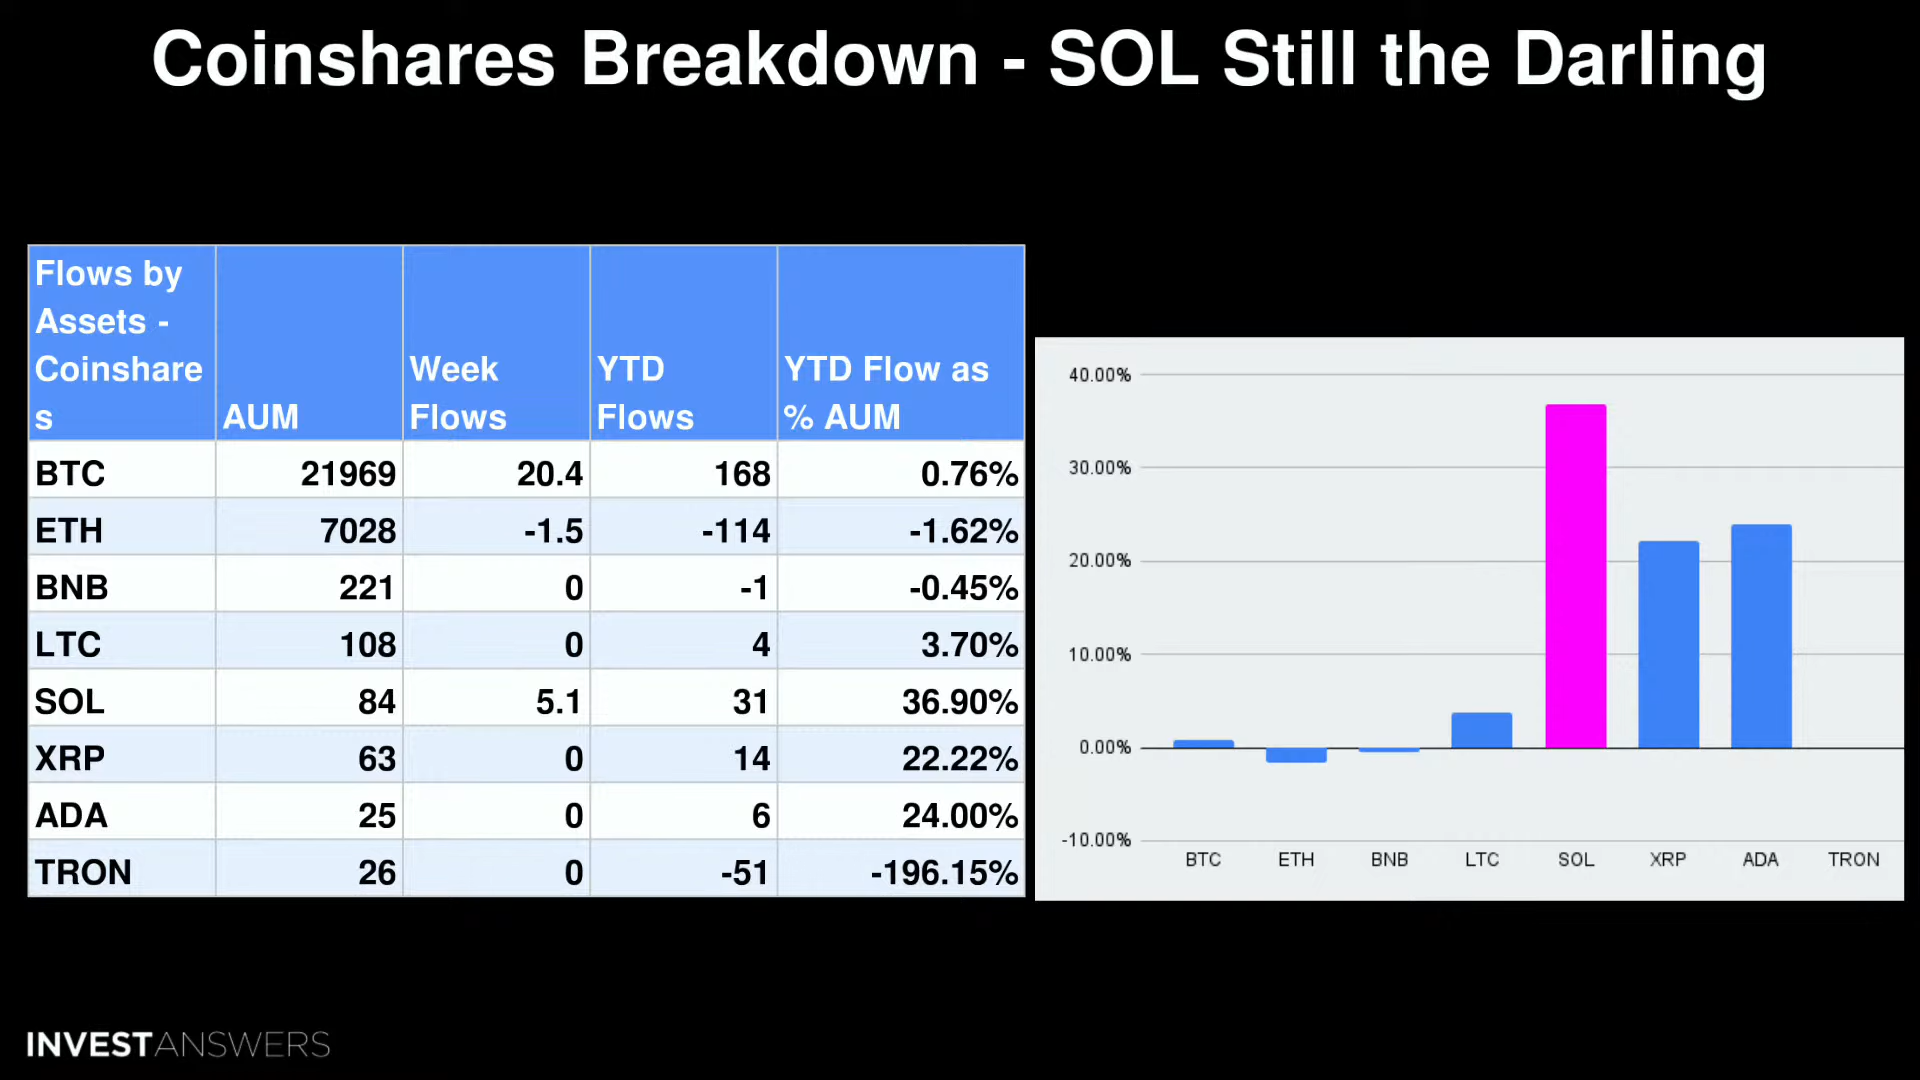 Coinshares Breakdown - SOL Still the Darling
Flows by
Assets -
Coinshare
s
AUM
Week
Flows
YTD
Flows
YTD Flow as
% AUM
BTC 21969 20.4 168 0.76%
ETH 7028 -1.5 -114 -1.62%
BNB 221 0 -1 -0.45%
LTC 108 0 4 3.70%
SOL 84 5.1 31 36.90%
XRP 63 0 14 22.22%
ADA 25 0 6 24.00%
TRON 26 0 -51 -196.15%
40.00%
30.00%
20.00%
10.00%
0.00%
-10.00%
BTC ETH BNB LTC SOL XRP ADA TRON
INVESTANSWERS